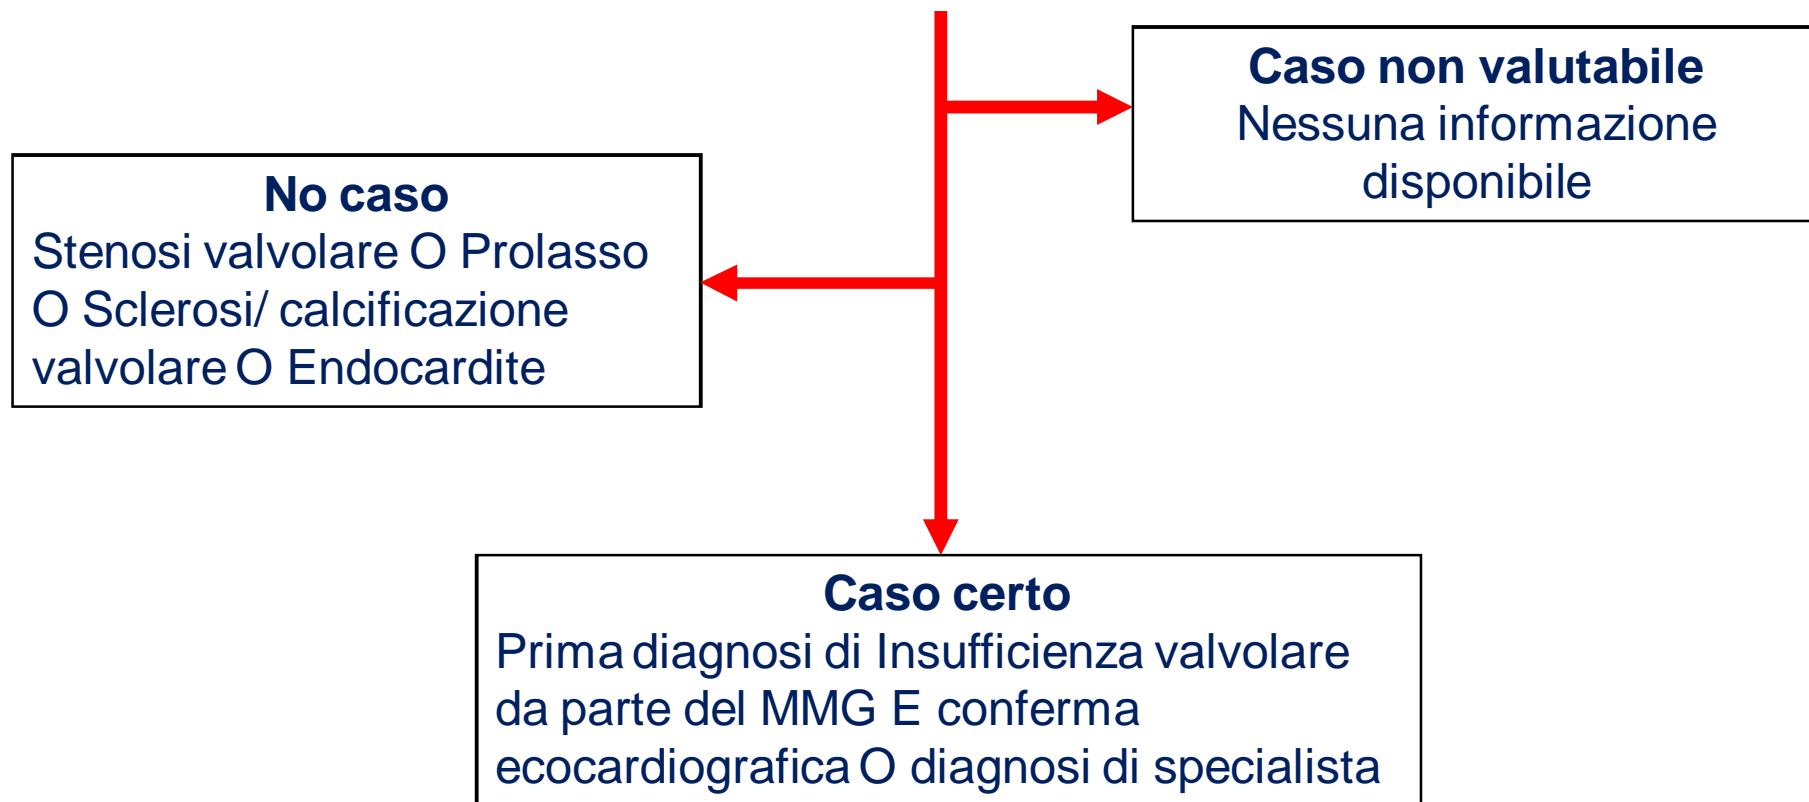 Caso non valutabile
Nessuna informazione
disponibile
No caso
Stenosi valvolare O Prolasso
O Sclerosi/ calcificazione
valvolare O Endocardite
Caso certo
Prima diagnosi di Insufficienza valvolare
da parte del MMG E conferma
ecocardiografica O diagnosi di specialista